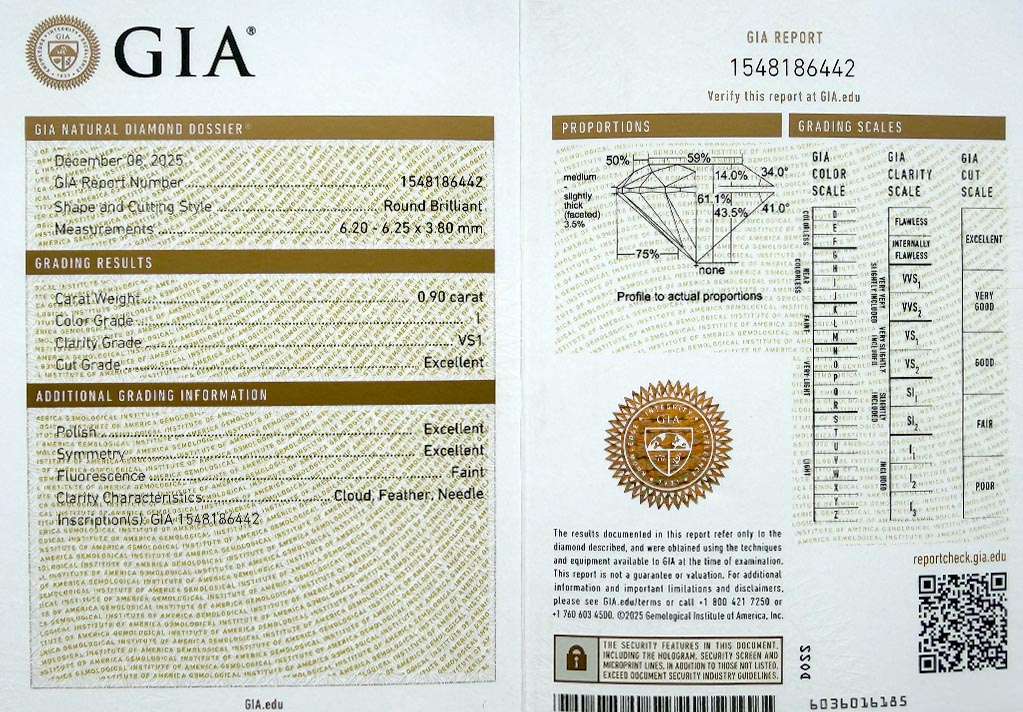 GIA®
GIA NATURAL DIAMOND DOSSIER®
December 08, 2025
GIA Report Number 1548186442
Shape and Cutting Style Round Brilliant
Measurements 6.20 - 6.25 x 3.80 mm
GRADING RESULTS
Carat Weight 0.90 carat
Color Grade I
Clarity Grade VS1
Cut Grade Excellent
ADDITIONAL GRADING INFORMATION
Polish Excellent
Symmetry Excellent
Fluorescence Faint
Clarity Characteristics Cloud, Feather, Needle
Inscription(s): GIA 1548186442
GIA.edu
GIA REPORT
1548186442
Verify this report at GIA.edu
PROPORTIONS
50%
59%
14.0%
34.0°
medium
-
slightly
thick
(faceted)
3.5%
61.1%
43.5%
41.0°
75%
none
Profile to actual proportions
GIA
The results documented in this report refer only to the
diamond described, and were obtained using the techniques
and equipment available to GIA at the time of examination.
This report is not a guarantee or valuation. For additional
information and important limitations and disclaimers,
please see GIA.edu/terms or call +1 800 421 7250 or
+1 760 603 4500. ©2025 Gemological Institute of America, Inc.
THE SECURITY FEATURES IN THIS DOCUMENT,
INCLUDING THE HOLOGRAM, SECURITY SCREEN AND
MICROPRINT LINES, IN ADDITION TO THOSE NOT LISTED,
EXCEED DOCUMENT SECURITY INDUSTRY GUIDELINES.
GRADING SCALES
GIA
COLOR
SCALE
COLORLESS
D
E
F
NEAR
COLORLESS
G
H
I
J
FAINT
K
L
M
VERY LIGHT
N
O
P
Q
R
LIGHT
S
T
U
V
W
X
Y
Z
GIA
CLARITY
SCALE
FLAWLESS
INTERNALLY
FLAWLESS
VERY VERY
SLIGHTLY INCLUDED
VVS1
VVS2
VERY SLIGHTLY
INCLUDED
VS1
VS2
SLIGHTLY
INCLUDED
SI1
SI2
INCLUDED
I1
I2
I3
GIA
CUT
SCALE
EXCELLENT
VERY
GOOD
GOOD
FAIR
POOR
reportcheck.gia.edu
6036016185